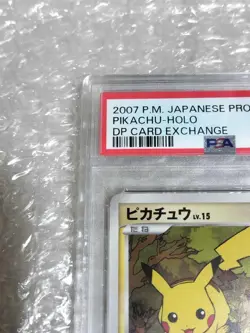 2007 P.M. JAPANESE PRO
PIKACHU-HOLO
DP CARD EXCHANGE
PSA
ピカチュウ LV.15